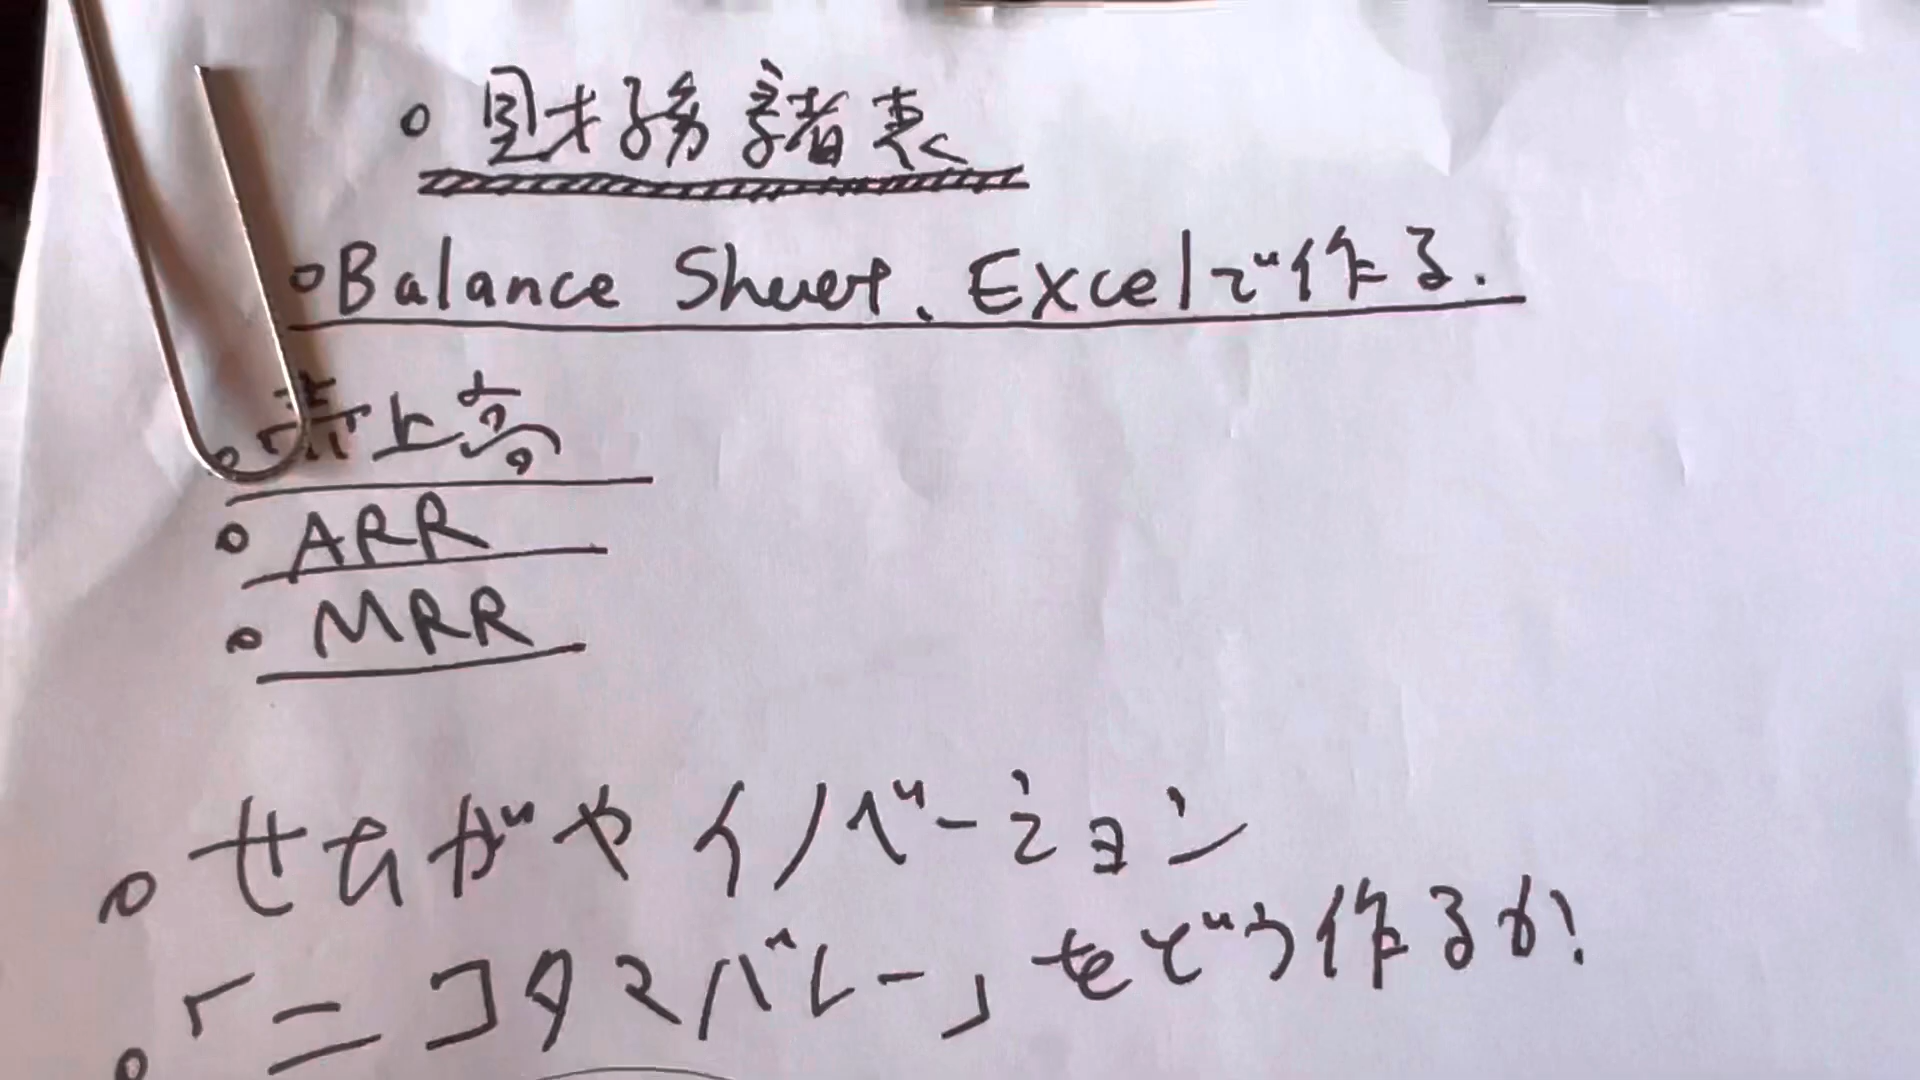 ○ 財務諸表
○ Balance Sheet、Excelで作る.
○ 売上高
○ ARR
○ MRR
○ せたがやイノベーション
○ 「ニコタマバレー」をどう作るか!